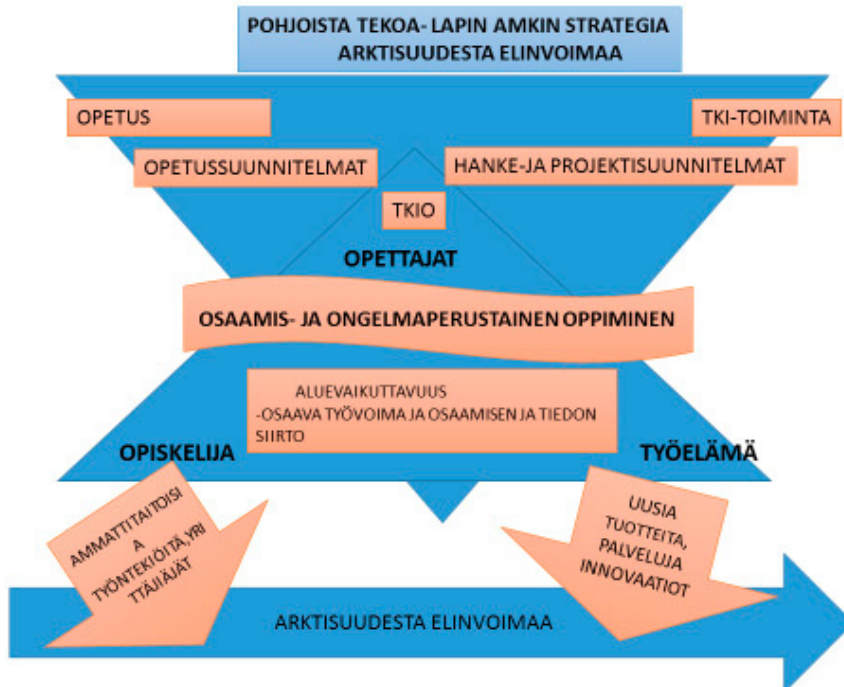 POHJOISTA TEKOA- LAPIN AMKIN STRATEGIA
ARKTISUUDESTA ELINVOIMAA
OPETUS
TKI-TOIMINTA
OPETUSSUUNNITELMAT
HANKE-JA PROJEKTISUUNNITELMAT
TKIO
OPETTAJAT
OSAAMIS- JA ONGELMAPERUSTAINEN OPPIMINEN
ALUEVAIKUTTAVUUS
-OSAAVA TYÖVOIMA JA OSAAMISEN JA TIEDON
SIIRTO
OPISKELIJA
TYÖELÄMÄ
AMMATTITAITOISI
A
TYÖNTEKIÖITÄ,YRI
TTÄJIÄJÄT
UUSIA
TUOTTEITA,
PALVELUJA
INNOVAATIOT
ARKTISUUDESTA ELINVOIMAA